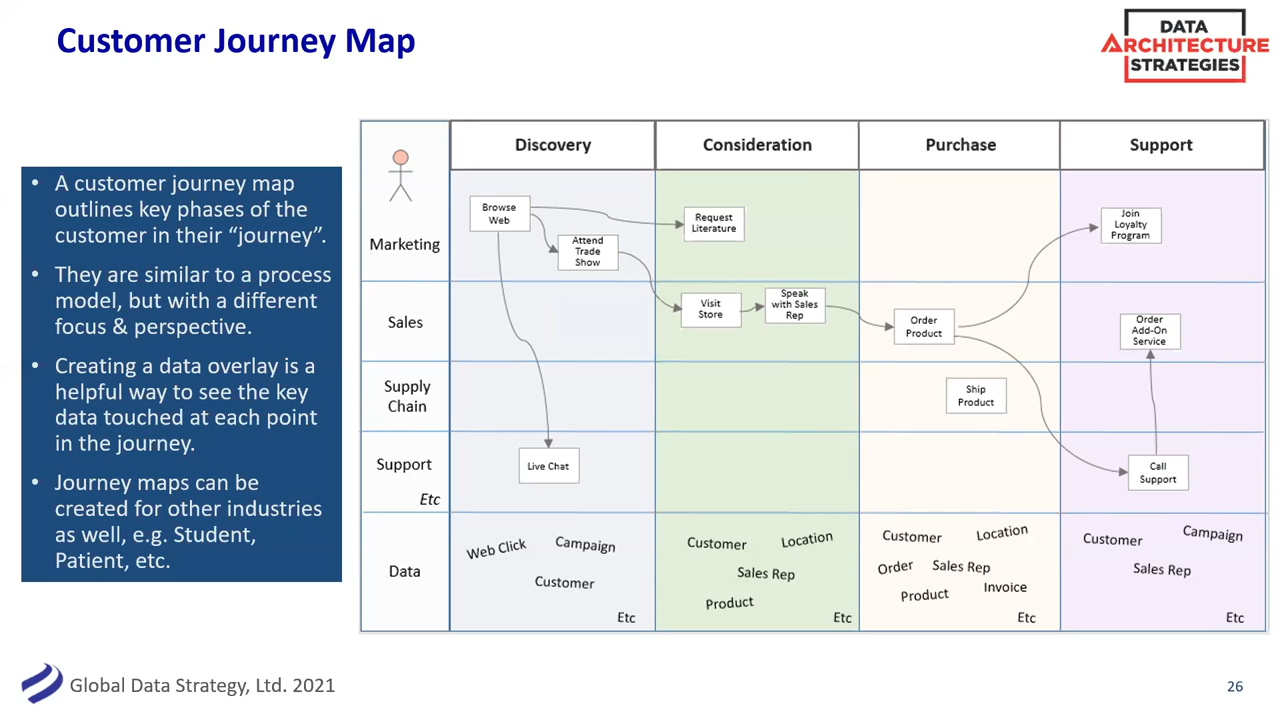 Customer Journey Map
DATA
ARCHITECTURE
STRATEGIES
• A customer journey map
outlines key phases of the
customer in their “journey”.
• They are similar to a process
model, but with a different
focus & perspective.
• Creating a data overlay is a
helpful way to see the key
data touched at each point
in the journey.
• Journey maps can be
created for other industries
as well, e.g. Student,
Patient, etc.
Discovery
Consideration
Purchase
Support
Marketing
Browse
Web
Attend
Trade
Show
Request
Literature
Join
Loyalty
Program
Sales
Visit
Store
Speak
with Sales
Rep
Order
Product
Order
Add-On
Service
Supply
Chain
Ship
Product
Support
Etc
Live Chat
Call
Support
Data
Web Click
Campaign
Customer
Etc
Customer
Location
Sales Rep
Product
Etc
Customer
Location
Order
Sales Rep
Product
Invoice
Etc
Customer
Campaign
Sales Rep
Etc
Global Data Strategy, Ltd. 2021
26